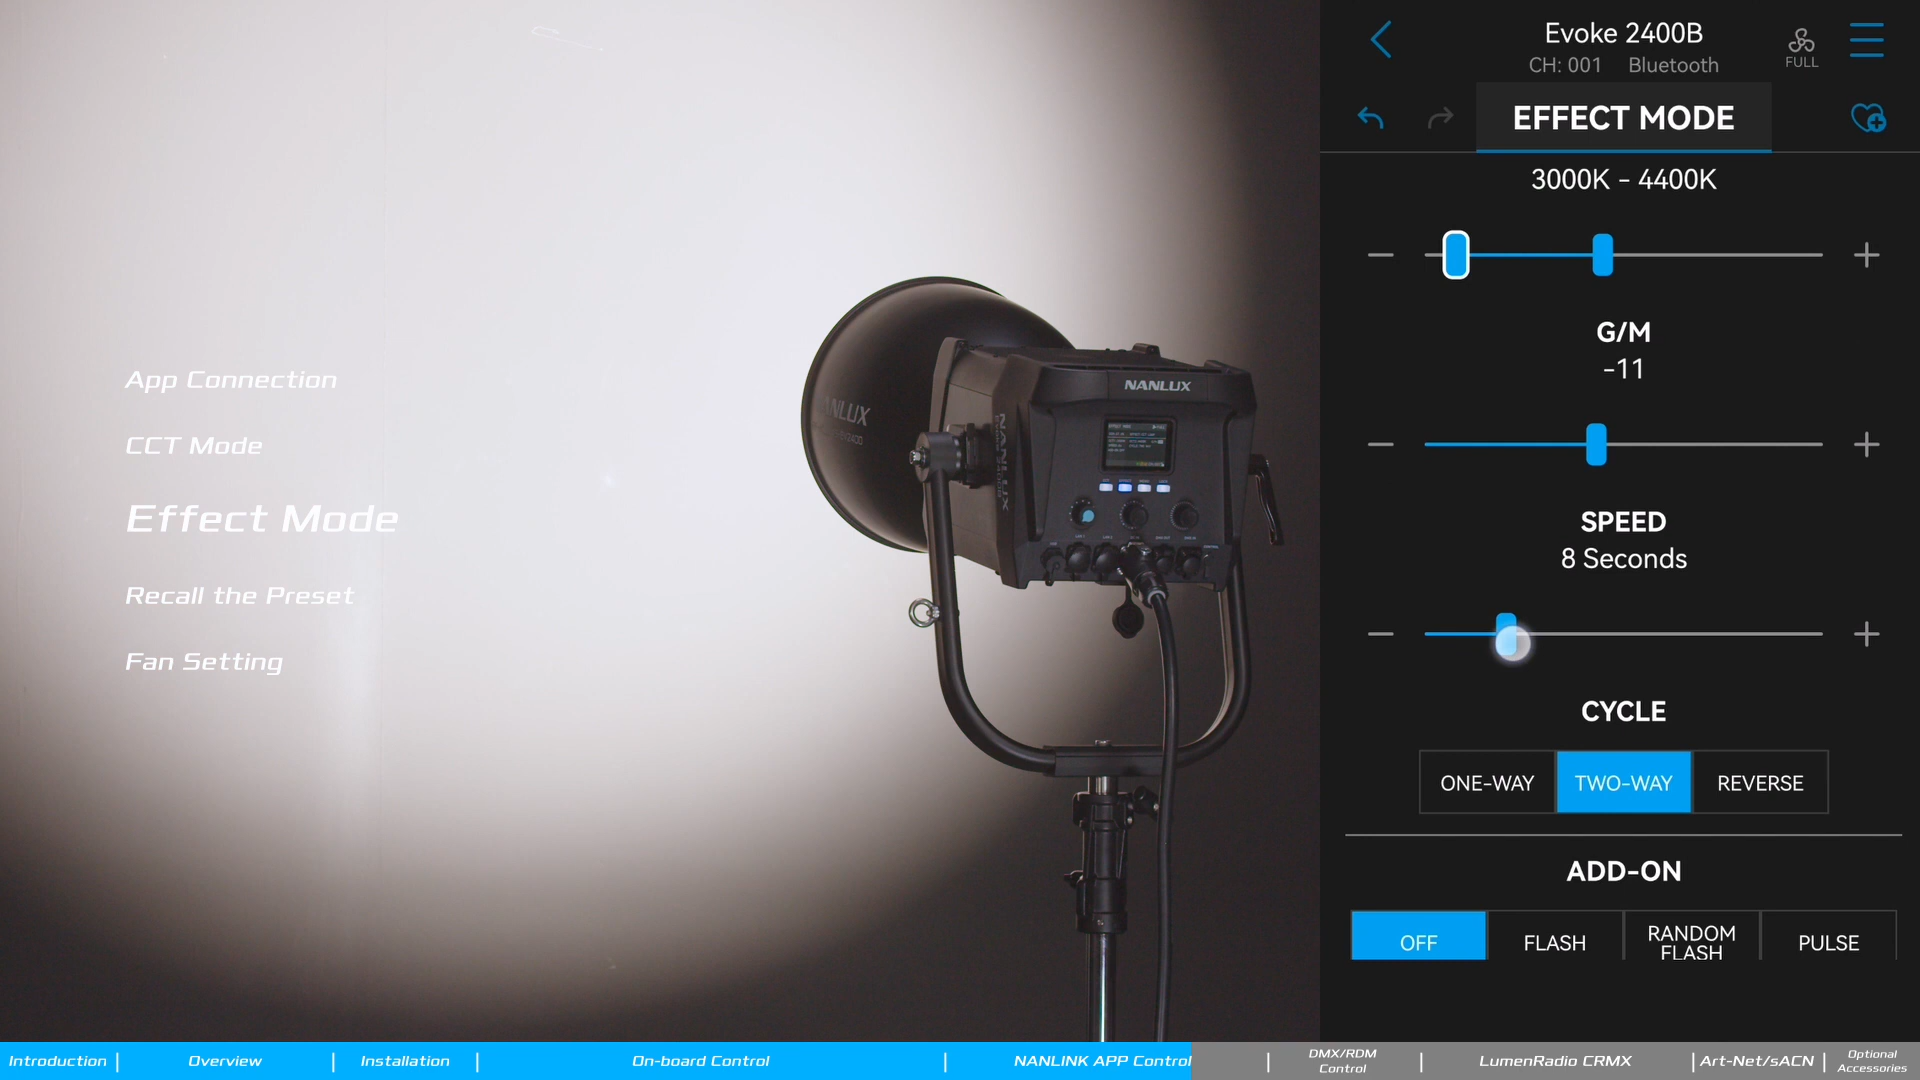 App Connection
CCT Mode
Effect Mode
Recall the Preset
Fan Setting
NANLUX
NANLUX
Evoke 2400B
CH: 001 Bluetooth
FULL
EFFECT MODE
3000K - 4400K
G/M
-11
SPEED
8 Seconds
CYCLE
ONE-WAY TWO-WAY REVERSE
ADD-ON
OFF FLASH RANDOM FLASH PULSE
Introduction | Overview | Installation | On-board Control | NANLINK APP Control | DMX/RDM Control | LumenRadio CRMX | Art-Net/sACN | Optional Accessories